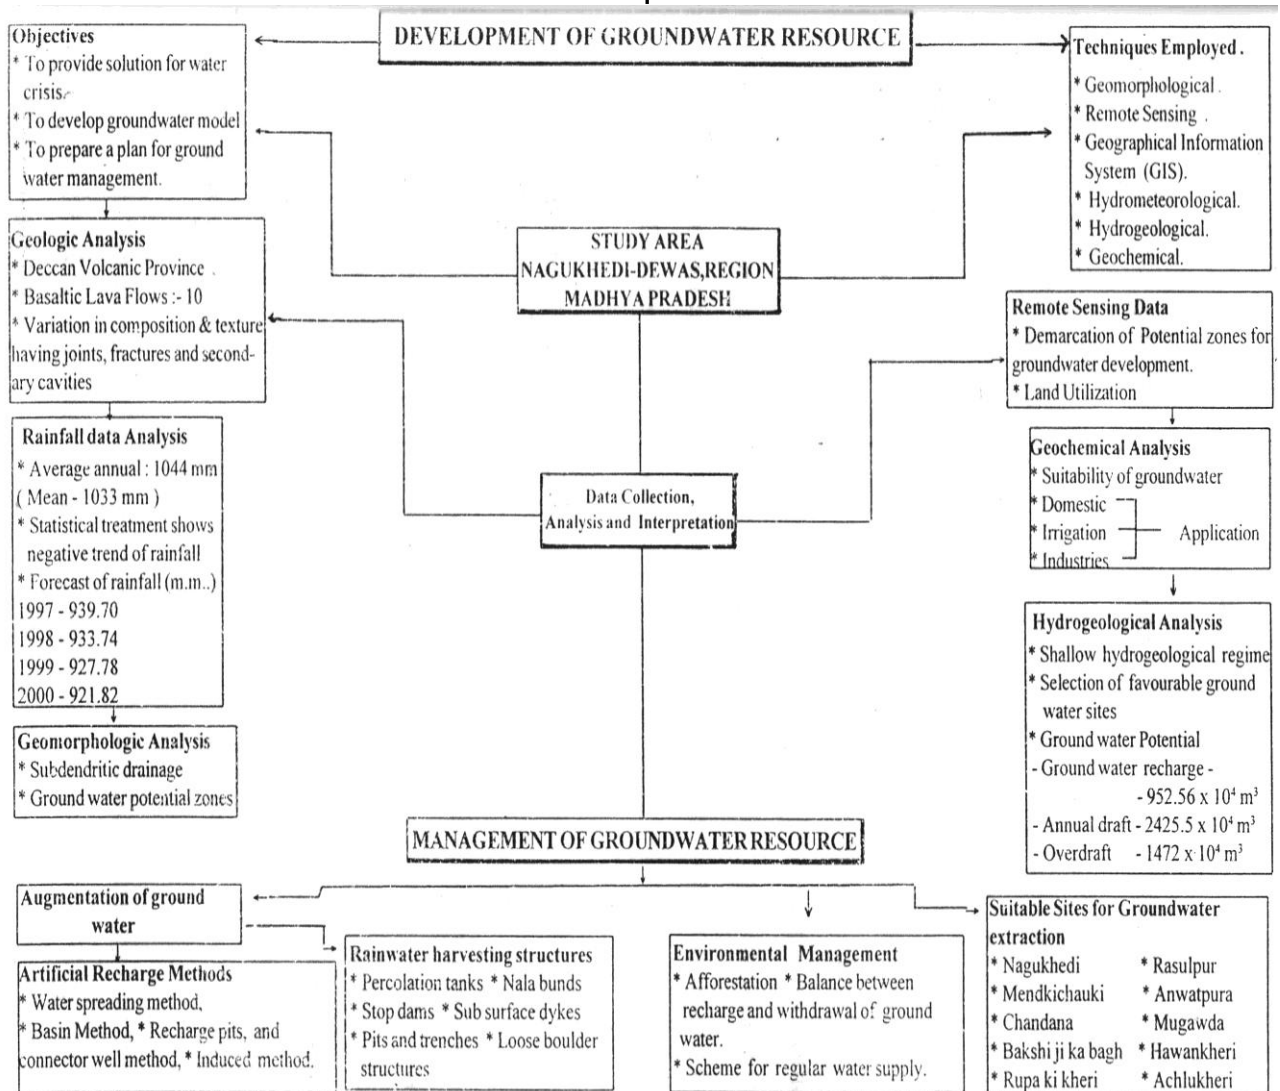 DEVELOPMENT OF GROUNDWATER RESOURCE
Objectives
* To provide solution for water
crisis.
* To develop groundwater model
* To prepare a plan for ground
water management.
Techniques Employed .
* Geomorphological .
* Remote Sensing .
* Geographical Information
System (GIS).
* Hydrometeorological.
* Hydrogeological.
* Geochemical.
STUDY AREA
NAGUKHEDI-DEWAS,REGION
MADHYA PRADESH
Geologic Analysis
* Deccan Volcanic Province .
* Basaltic Lava Flows :- 10
* Variation in composition & texture
having joints, fractures and second-
ary cavities
Remote Sensing Data
* Demarcation of Potential zones for
groundwater development.
* Land Utilization
Rainfall data Analysis
* Average annual : 1044 mm
( Mean - 1033 mm )
* Statistical treatment shows
negative trend of rainfall
* Forecast of rainfall (m.m..)
1997 - 939.70
1998 - 933.74
1999 - 927.78
2000 - 921.82
Data Collection,
Analysis and Interpretation
Geochemical Analysis
* Suitability of groundwater
* Domestic
* Irrigation Application
* Industries
Hydrogeological Analysis
* Shallow hydrogeological regime
* Selection of favourable ground
water sites
* Ground water Potential
- Ground water recharge -
- 952.56 x 10⁴ m³
- Annual draft - 2425.5 x 10⁴ m³
- Overdraft - 1472 x 10⁴ m³
Geomorphologic Analysis
* Subdendritic drainage
* Ground water potential zones
MANAGEMENT OF GROUNDWATER RESOURCE
Augmentation of ground
water
Artificial Recharge Methods
* Water spreading method,
* Basin Method, * Recharge pits, and
connector well method, * Induced method.
Rainwater harvesting structures
* Percolation tanks * Nala bunds
* Stop dams * Sub surface dykes
* Pits and trenches * Loose boulder
structures
Environmental Management
* Afforestation * Balance between
recharge and withdrawal of ground
water.
* Scheme for regular water supply.
Suitable Sites for Groundwater
extraction
* Nagukhedi * Rasulpur
* Mendkichauki * Anwatpura
* Chandana * Mugawda
* Bakshi ji ka bagh * Hawankheri
* Rupa ki kheri * Achlukheri